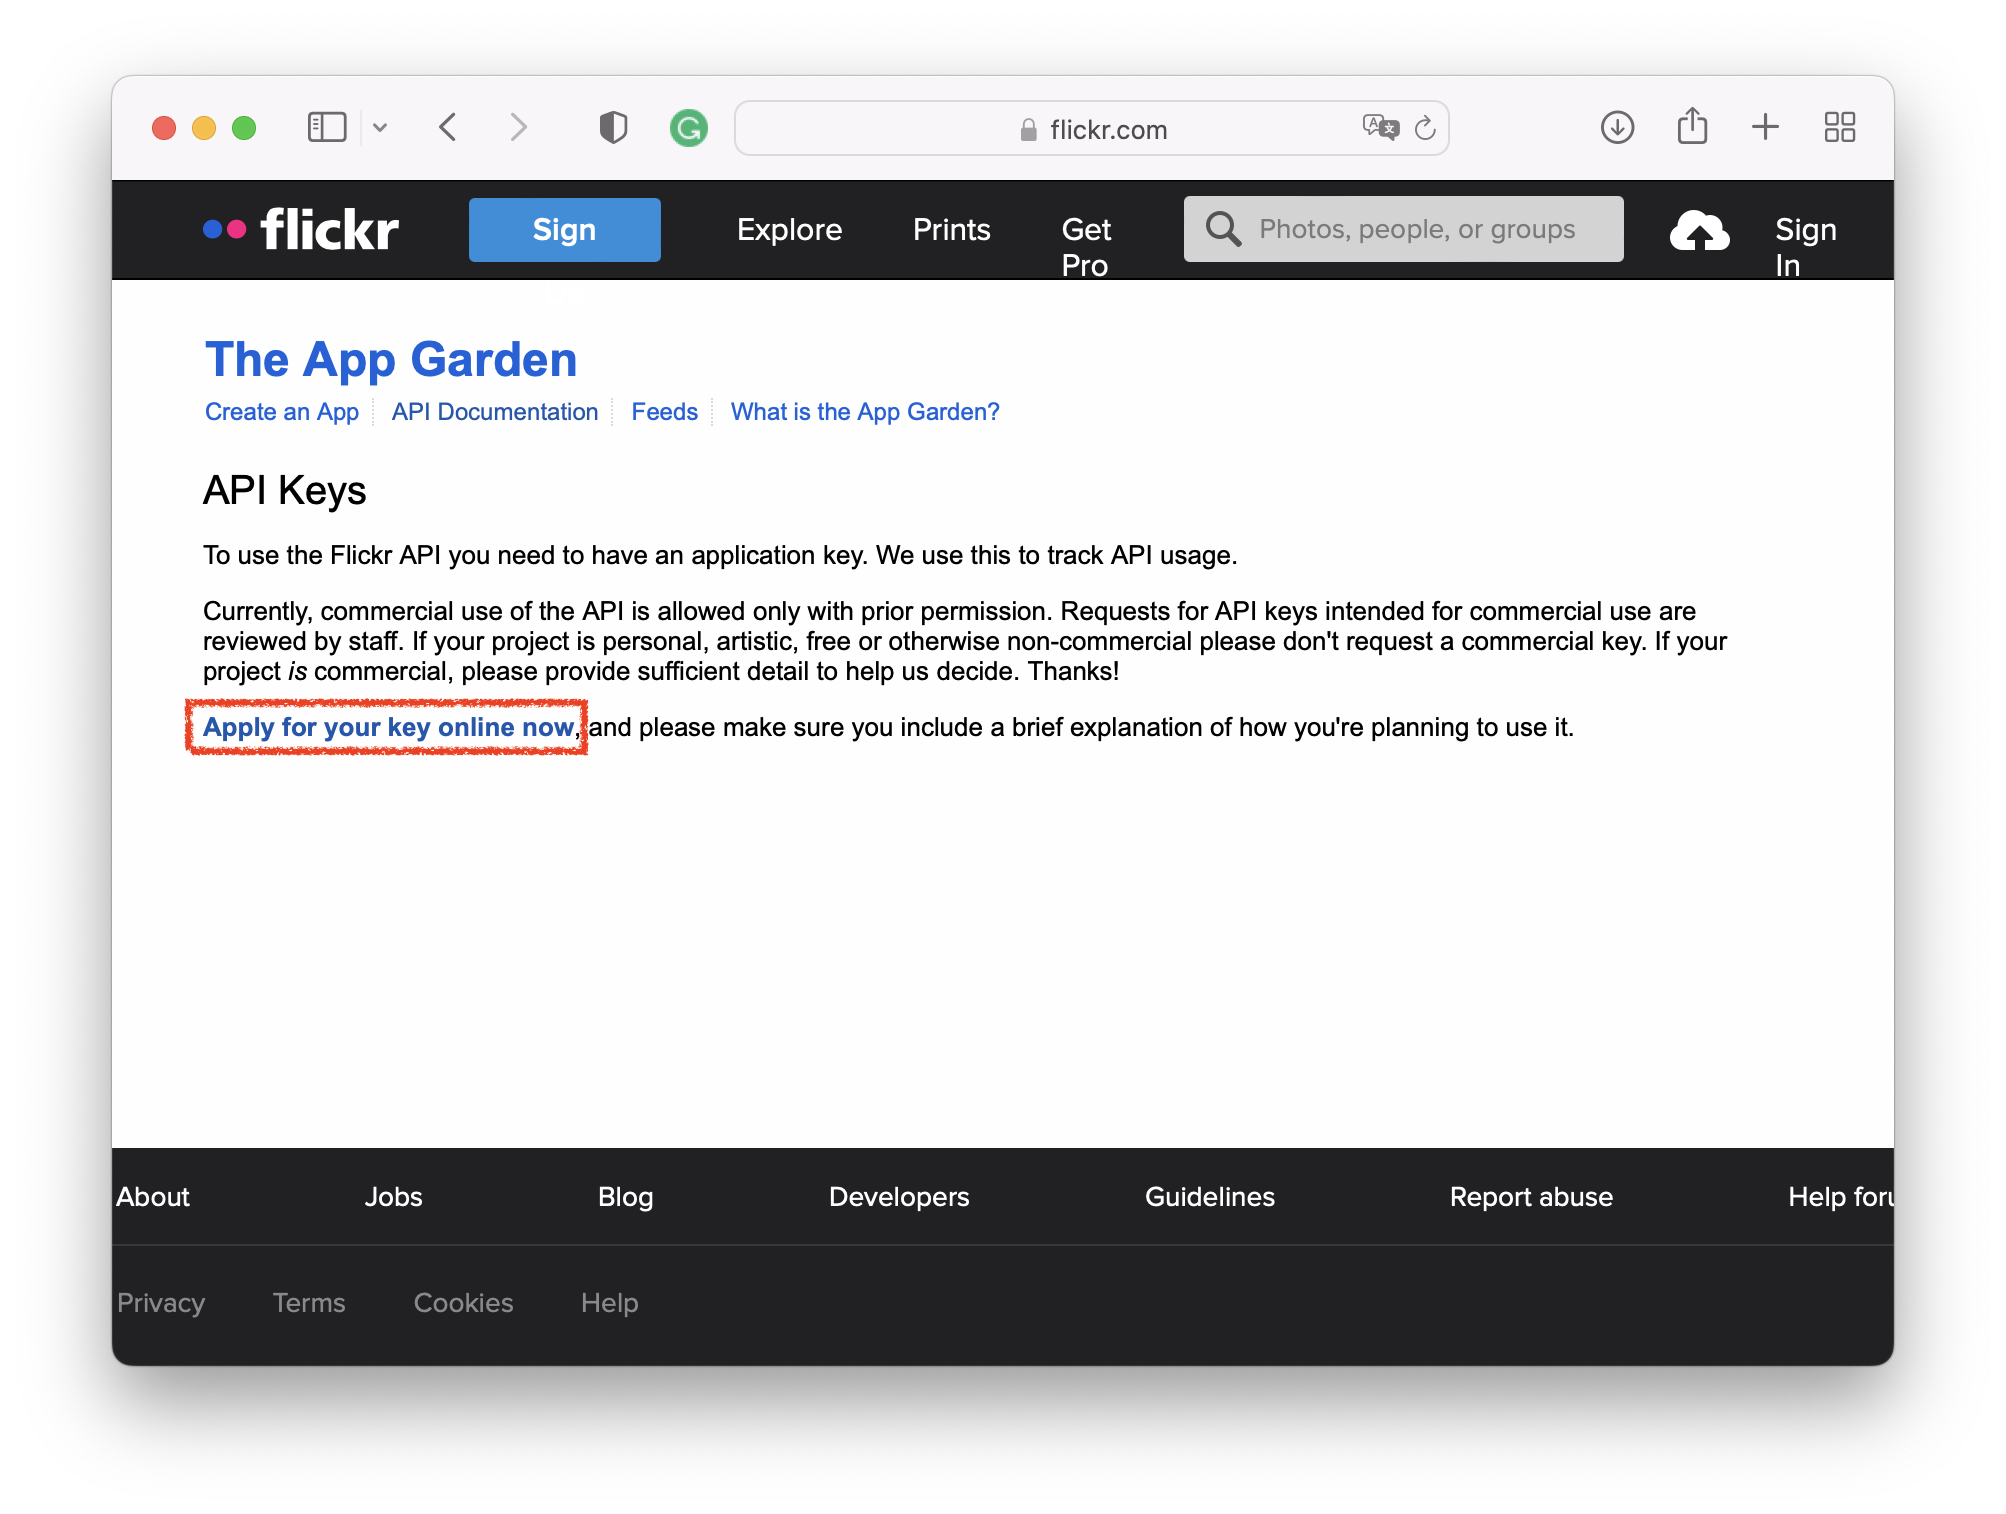 flickr.com
flickr
Sign
Explore
Prints
Get
Pro
Photos, people, or groups
Sign
In
The App Garden
Create an App
API Documentation
Feeds
What is the App Garden?
API Keys
To use the Flickr API you need to have an application key. We use this to track API usage.
Currently, commercial use of the API is allowed only with prior permission. Requests for API keys intended for commercial use are
reviewed by staff. If your project is personal, artistic, free or otherwise non-commercial please don't request a commercial key. If your
project is commercial, please provide sufficient detail to help us decide. Thanks!
Apply for your key online now, and please make sure you include a brief explanation of how you're planning to use it.
About
Jobs
Blog
Developers
Guidelines
Report abuse
Help foru
Privacy
Terms
Cookies
Help